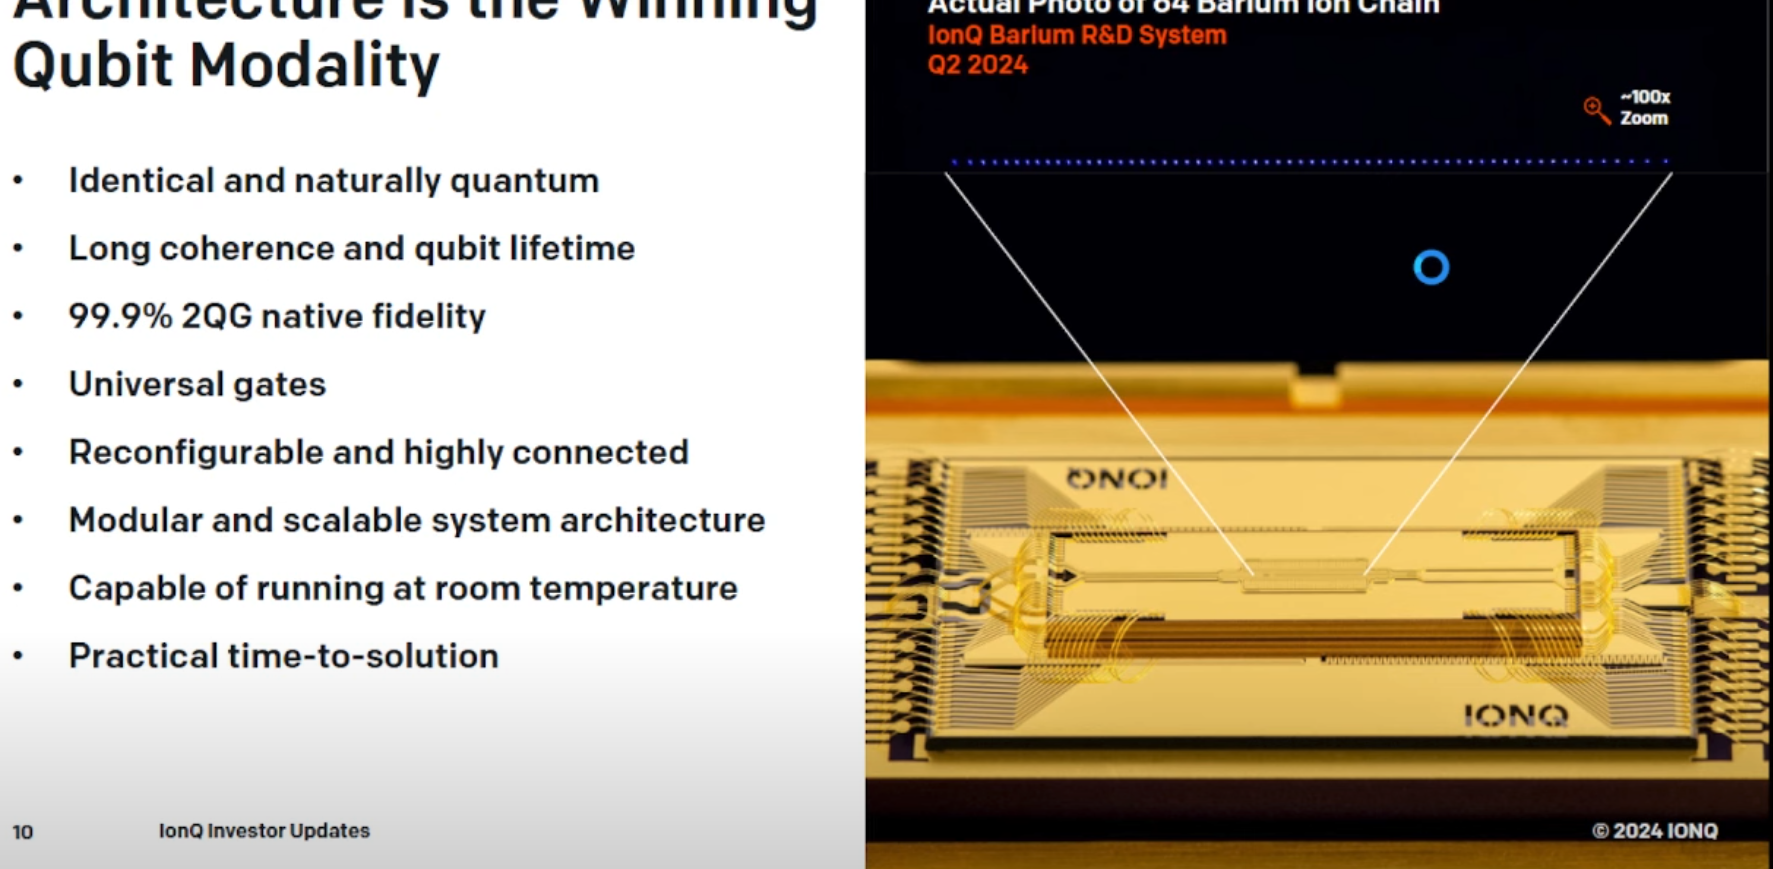 Architecture is the Winning
Qubit Modality
• Identical and naturally quantum
• Long coherence and qubit lifetime
• 99.9% 2QG native fidelity
• Universal gates
• Reconfigurable and highly connected
• Modular and scalable system architecture
• Capable of running at room temperature
• Practical time-to-solution
10
IonQ Investor Updates
Actual Photo of 64 Barium Ion Chain
IonQ Barium R&D System
Q2 2024
~100x
Zoom
IONQ
IONQ
© 2024 IONQ